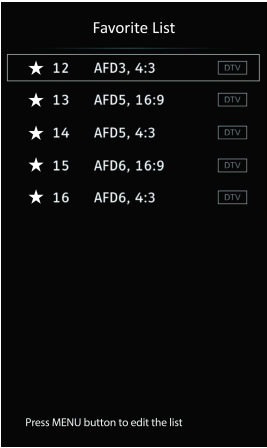 Favorite List
12 AFD3, 4:3 DTV
13 AFD5, 16:9 DTV
14 AFD5, 4:3 DTV
15 AFD6, 16:9 DTV
16 AFD6, 4:3 DTV
Press MENU button to edit the list